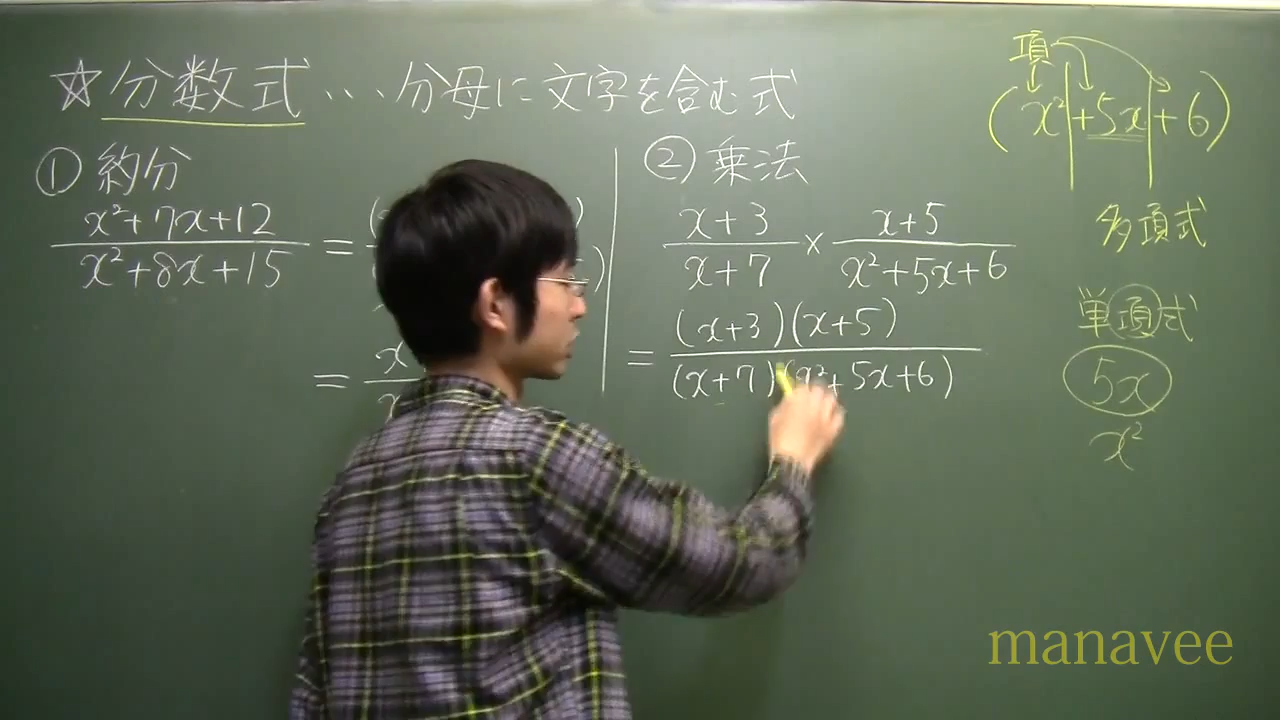 ☆分数式…分母に文字を含む式
① 約分
x²+7x+12
x²+8x+15
=
=
② 乗法
x+3/x+7 × x+5/x²+5x+6
= (x+3)(x+5)/(x+7)(x²+5x+6)
項
(x²+5x+6)
多項式
単項式
5x
x²
manavee